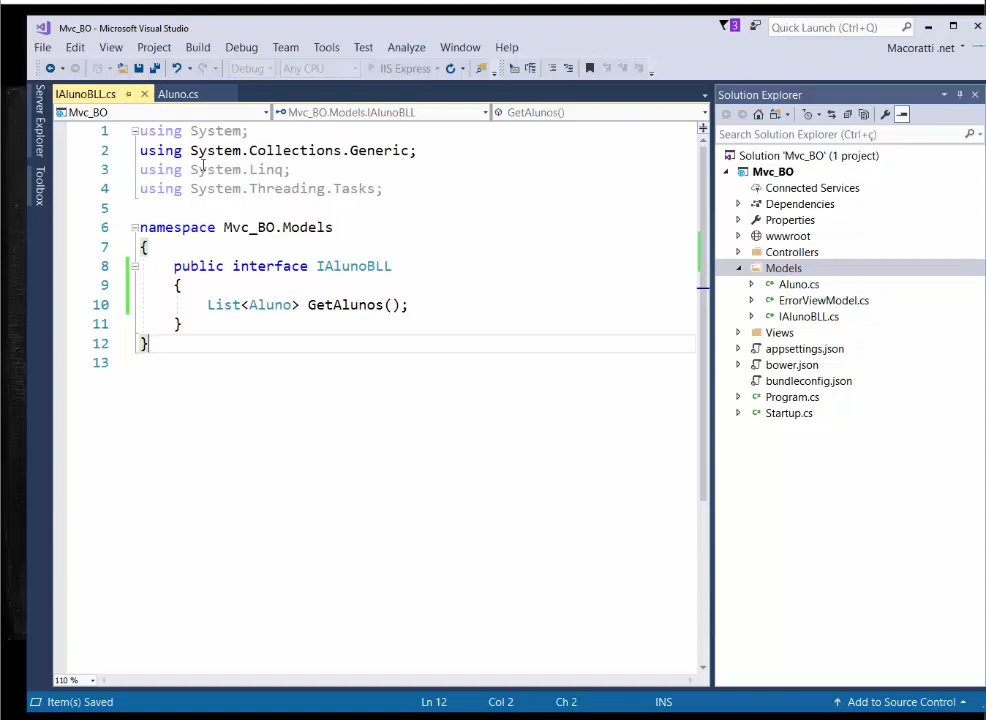 Mvc_BO - Microsoft Visual Studio
3
Quick Launch (Ctrl+Q)
File Edit View Project Build Debug Team Tools Test Analyze Window Help
Macoratti .net
Debug Any CPU IIS Express
Server Explorer
Toolbox
IAlunoBLL.cs Aluno.cs
Mvc_BO Mvc_BO.Models.IAlunoBLL GetAlunos()
1 using System;
2 using System.Collections.Generic;
3 using System.Linq;
4 using System.Threading.Tasks;
5
6 namespace Mvc_BO.Models
7 {
8 public interface IAlunoBLL
9 {
10 List<Aluno> GetAlunos();
11 }
12 }
13
110 %
Solution Explorer
Search Solution Explorer (Ctrl+ç)
Solution 'Mvc_BO' (1 project)
Mvc_BO
Connected Services
Dependencies
Properties
wwwroot
Controllers
Models
Aluno.cs
ErrorViewModel.cs
IAlunoBLL.cs
Views
appsettings.json
bower.json
bundleconfig.json
Program.cs
Startup.cs
Item(s) Saved Ln 12 Col 2 Ch 2 INS Add to Source Control